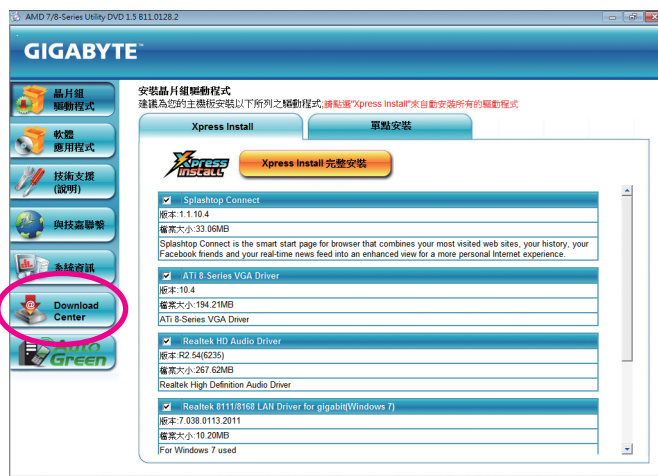 AMD 7/8-Series Utility DVD 1.5 B11.0128.2
GIGABYTE™
晶片組
驅動程式
軟體
應用程式
技術支援
(說明)
與技嘉聯繫
系統資訊
Download
Center
Auto
Green
安裝晶片組驅動程式
建議為您的主機板安裝以下所列之驅動程式;請點選"Xpress Install"來自動安裝所有的驅動程式
Xpress Install
單點安裝
Xpress
INSTALL
Xpress Install 完整安裝
Splashtop Connect
版本:1.1.10.4
檔案大小:33.06MB
Splashtop Connect is the smart start page for browser that combines your most visited web sites, your history, your
Facebook friends and your real-time news feed into an enhanced view for a more personal Internet experience.
ATi 8-Series VGA Driver
版本:10.4
檔案大小:194.21MB
ATi 8-Series VGA Driver
Realtek HD Audio Driver
版本:R2.54(6235)
檔案大小:267.62MB
Realtek High Definition Audio Driver
Realtek 8111/8168 LAN Driver for gigabit(Windows 7)
版本:7.038.0113.2011
檔案大小:10.20MB
For Windows 7 used